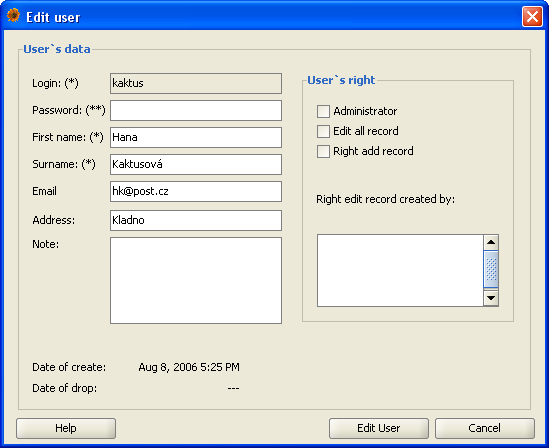 Edit user
User`s data
Login: (*) kaktus
Password: (**)
First name: (*) Hana
Surname: (*) Kaktusová
Email hk@post.cz
Address: Kladno
Note:
Date of create: Aug 8, 2006 5:25 PM
Date of drop: ---
User`s right
Administrator
Edit all record
Right add record
Right edit record created by:
Help Edit User Cancel